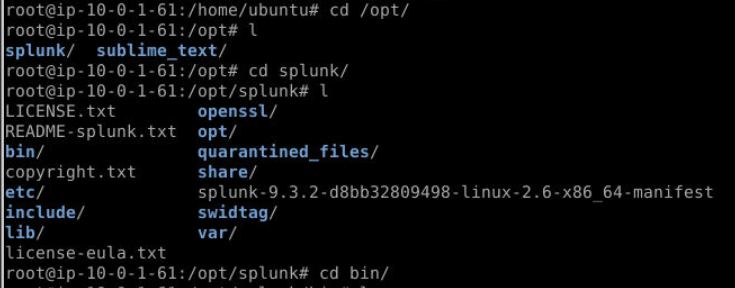 root@ip-10-0-1-61:/home/ubuntu# cd /opt/
root@ip-10-0-1-61:/opt# l
splunk/  sublime_text/
root@ip-10-0-1-61:/opt# cd splunk/
root@ip-10-0-1-61:/opt/splunk# l
LICENSE.txt        openssl/
README-splunk.txt  opt/
bin/               quarantined_files/
copyright.txt      share/
etc/               splunk-9.3.2-d8bb32809498-linux-2.6-x86_64-manifest
include/           swidtag/
lib/               var/
license-eula.txt
root@ip-10-0-1-61:/opt/splunk# cd bin/